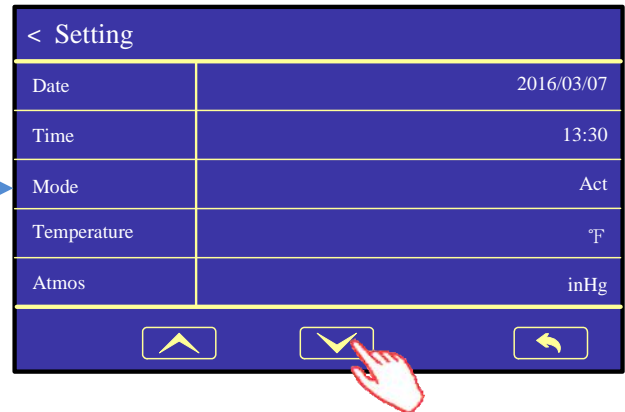 < Setting
Date 2016/03/07
Time 13:30
Mode Act
Temperature ℉
Atmos inHg